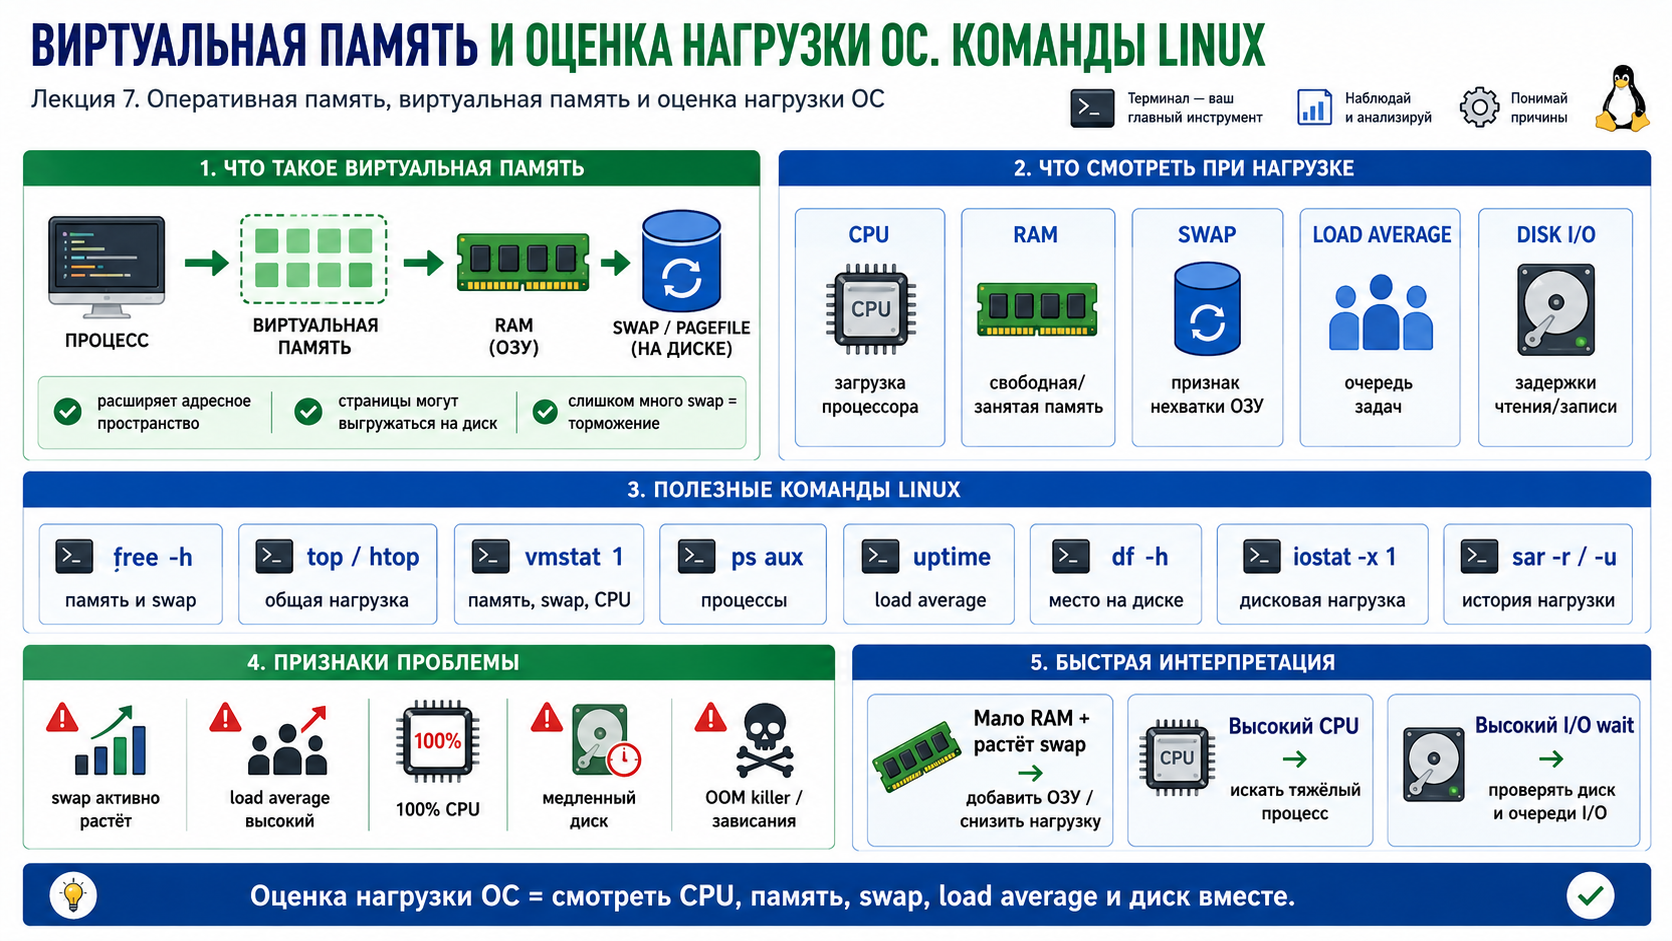 ВИРТУАЛЬНАЯ ПАМЯТЬ И ОЦЕНКА НАГРУЗКИ ОС. КОМАНДЫ LINUX
Лекция 7. Оперативная память, виртуальная память и оценка нагрузки ОС
Терминал — ваш
главный инструмент
Наблюдай
и анализируй
Понимай
причины
1. ЧТО ТАКОЕ ВИРТУАЛЬНАЯ ПАМЯТЬ
ПРОЦЕСС
ВИРТУАЛЬНАЯ
ПАМЯТЬ
RAM
(ОЗУ)
SWAP / PAGEFILE
(НА ДИСКЕ)
расширяет адресное
пространство
страницы могут
выгружаться на диск
слишком много swap =
торможение
2. ЧТО СМОТРЕТЬ ПРИ НАГРУЗКЕ
CPU
CPU
загрузка
процессора
RAM
свободная/
занятая память
SWAP
признак
нехватки ОЗУ
LOAD AVERAGE
очередь
задач
DISK I/O
задержки
чтения/записи
3. ПОЛЕЗНЫЕ КОМАНДЫ LINUX
>_ free -h
память и swap
>_ top / htop
общая нагрузка
>_ vmstat 1
память, swap, CPU
>_ ps aux
процессы
>_ uptime
load average
>_ df -h
место на диске
>_ iostat -x 1
дисковая нагрузка
>_ sar -r / -u
история нагрузки
4. ПРИЗНАКИ ПРОБЛЕМЫ
swap активно
растёт
load average
высокий
100%
100% CPU
медленный
диск
OOM killer /
зависания
5. БЫСТРАЯ ИНТЕРПРЕТАЦИЯ
Мало RAM +
растёт swap
→
добавить ОЗУ /
снизить нагрузку
CPU
Высокий CPU
→
искать тяжёлый
процесс
Высокий I/O wait
→
проверять диск
и очереди I/O
Оценка нагрузки ОС = смотреть CPU, память, swap, load average и диск вместе.